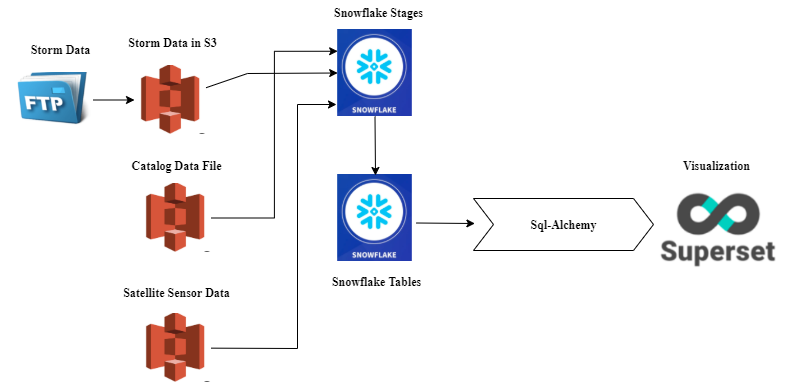 Snowflake Stages
Storm Data
Storm Data in S3
FTP
SNOWFLAKE
Catalog Data File
Visualization
SNOWFLAKE
Sql-Alchemy
Superset
Snowflake Tables
Satellite Sensor Data